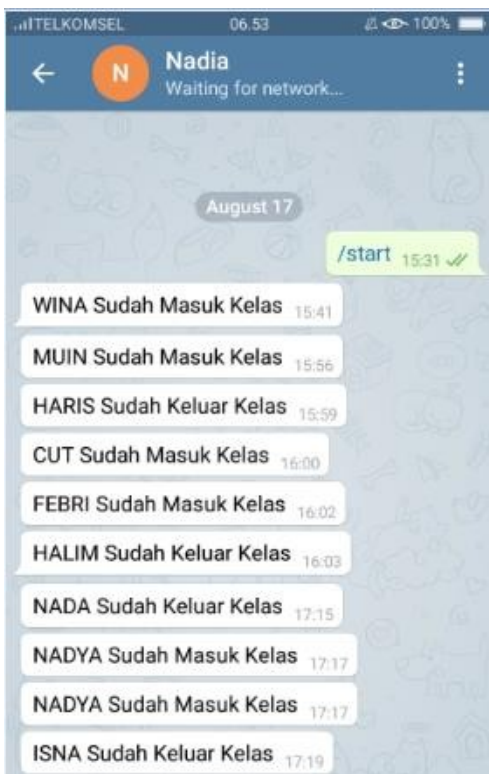 TELKOMSEL 06.53 100%
N
Nadia
Waiting for network...
August 17
/start 15:31
WINA Sudah Masuk Kelas 15:41
MUIN Sudah Masuk Kelas 15:56
HARIS Sudah Keluar Kelas 15:59
CUT Sudah Masuk Kelas 16:00
FEBRI Sudah Masuk Kelas 16:02
HALIM Sudah Keluar Kelas 16:03
NADA Sudah Keluar Kelas 17:15
NADYA Sudah Masuk Kelas 17:17
NADYA Sudah Masuk Kelas 17:17
ISNA Sudah Keluar Kelas 17:19